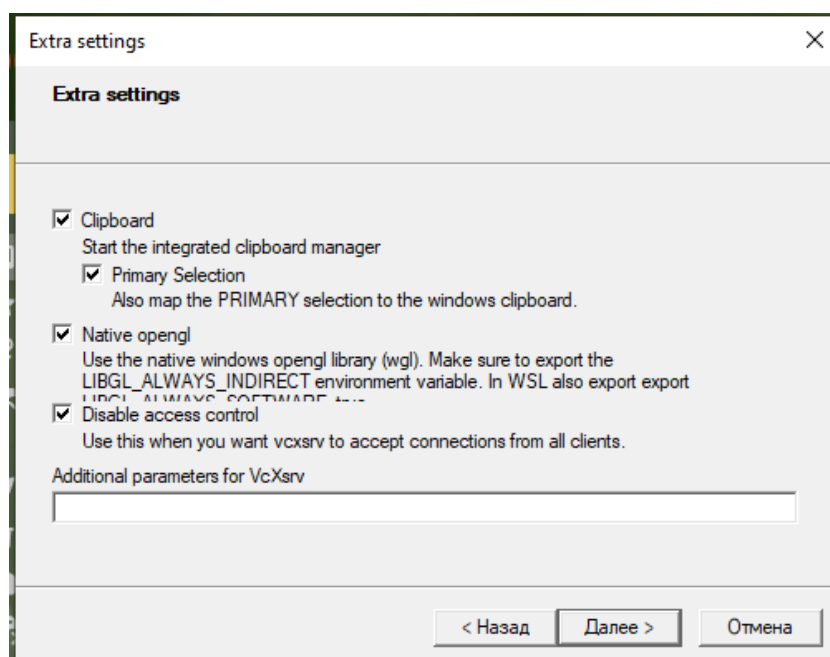 Extra settings
Extra settings
Clipboard
Start the integrated clipboard manager
Primary Selection
Also map the PRIMARY selection to the windows clipboard.
Native opengl
Use the native windows opengl library (wgl). Make sure to export the
LIBGL_ALWAYS_INDIRECT environment variable. In WSL also export export
LIBGL_ALWAYS_SOFTWARE=true
Disable access control
Use this when you want vcxsrv to accept connections from all clients.
Additional parameters for VcXsrv
< Назад
Далее >
Отмена